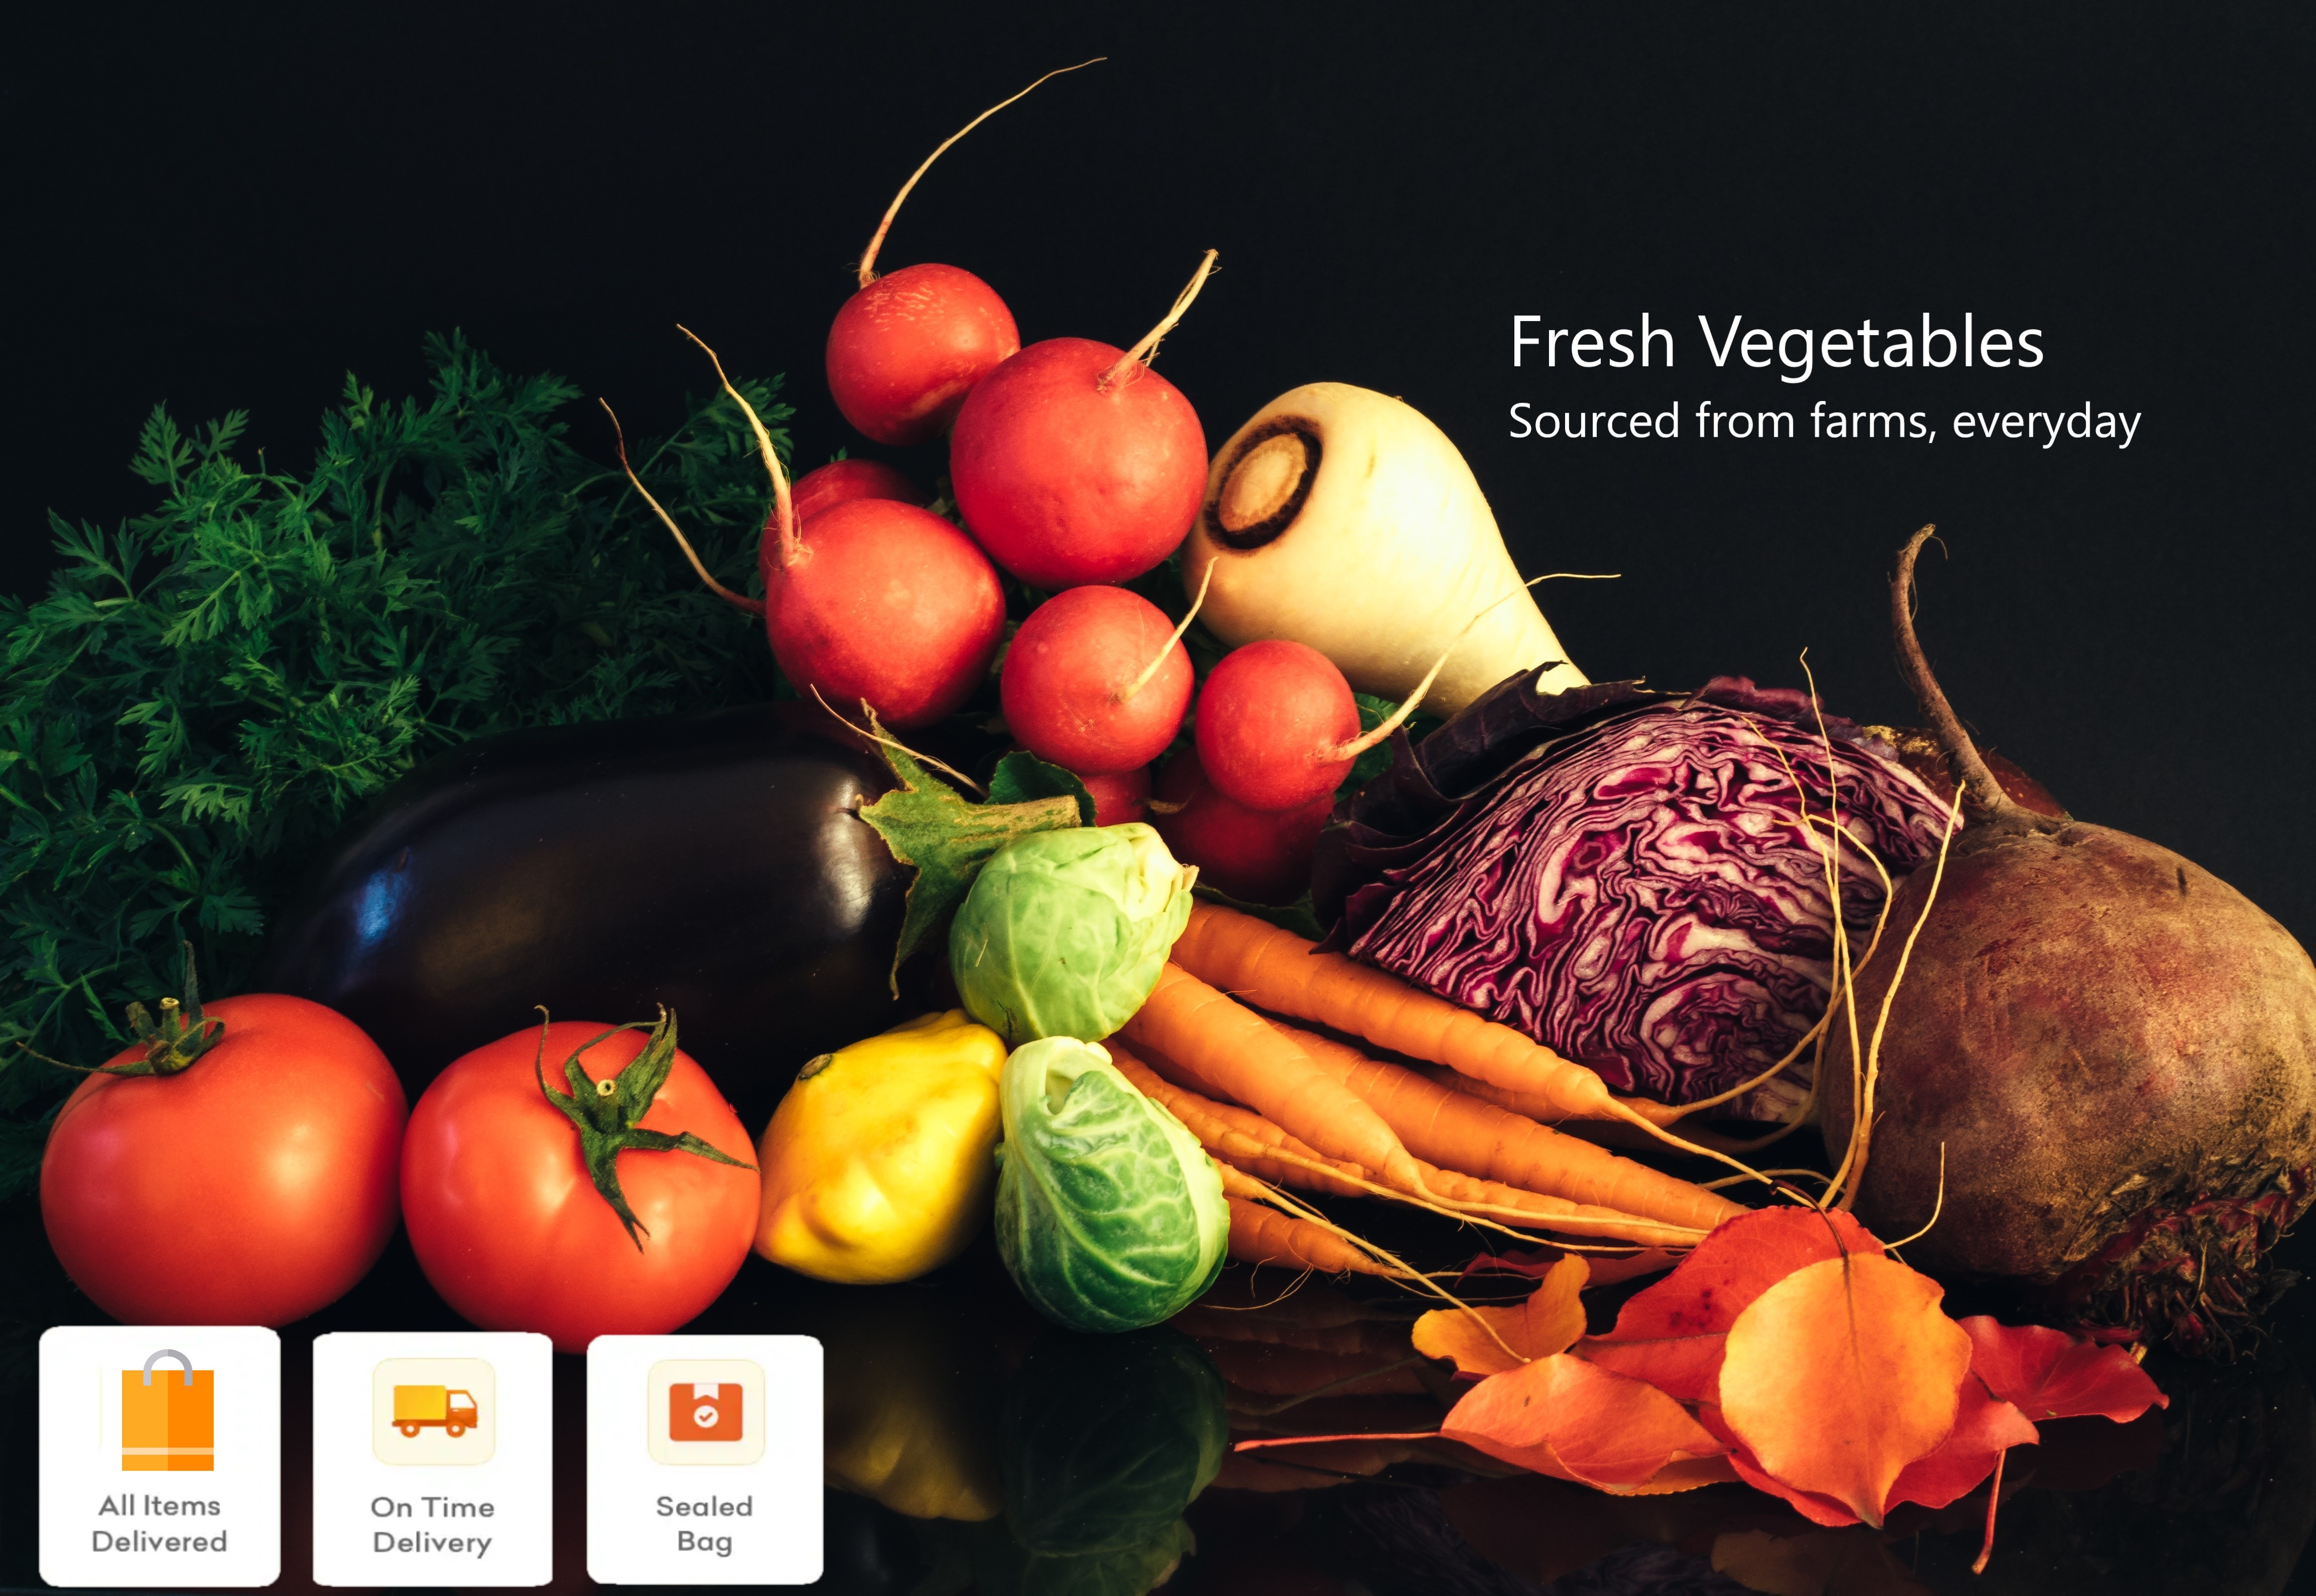 Fresh Vegetables
Sourced from farms, everyday
All Items
Delivered
On Time
Delivery
Sealed
Bag